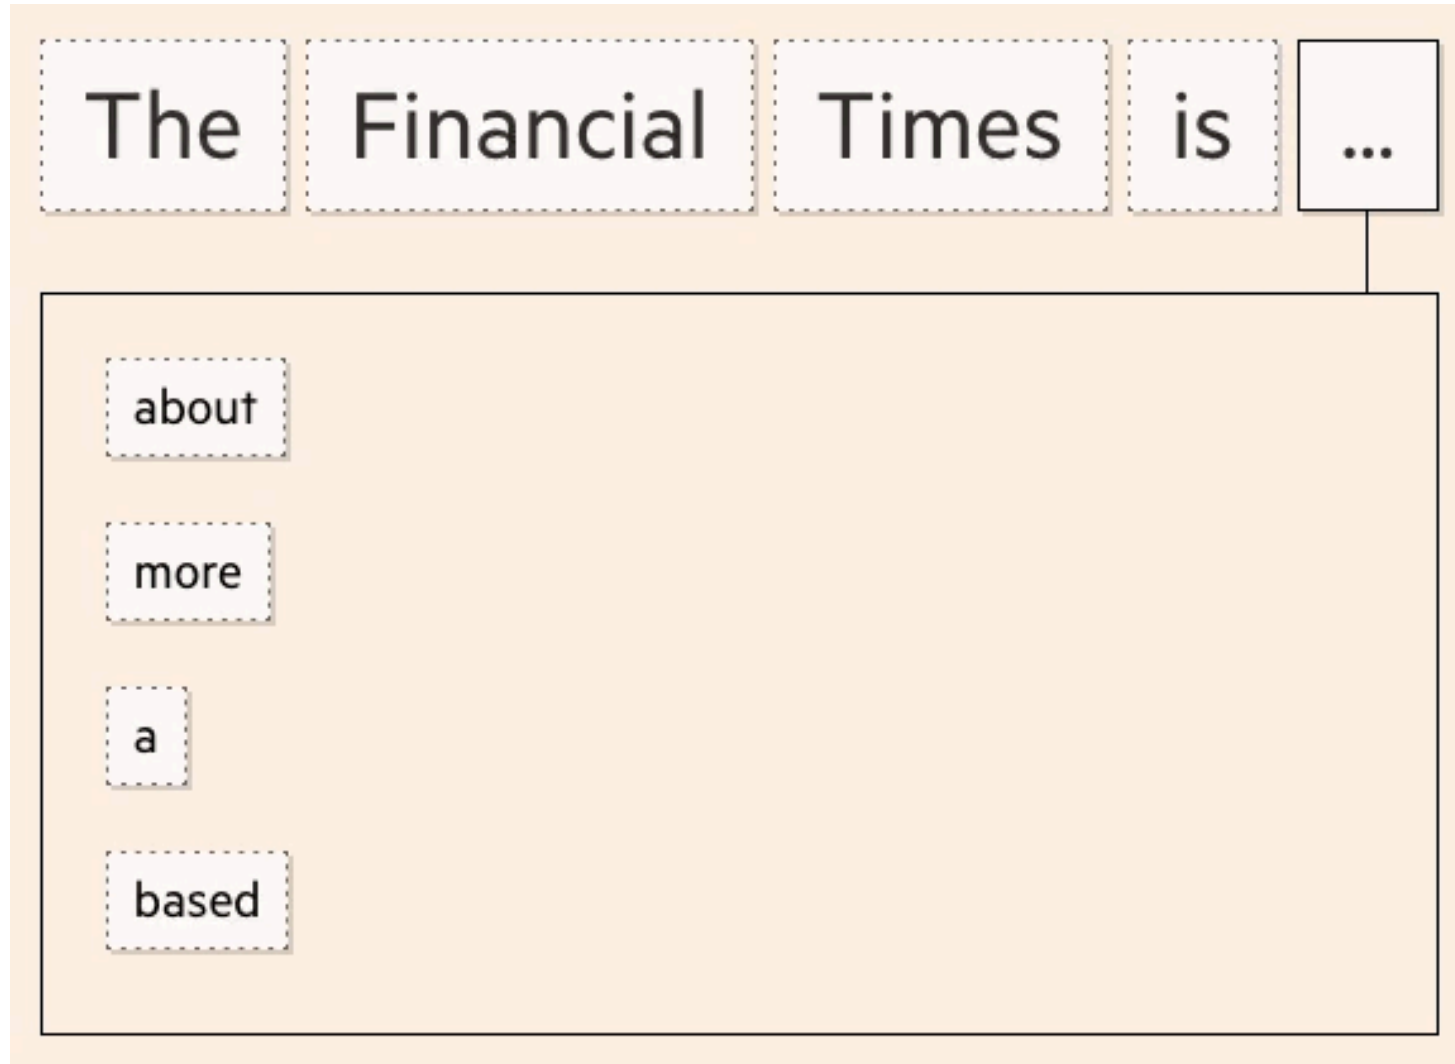 The Financial Times is ...
about
more
a
based